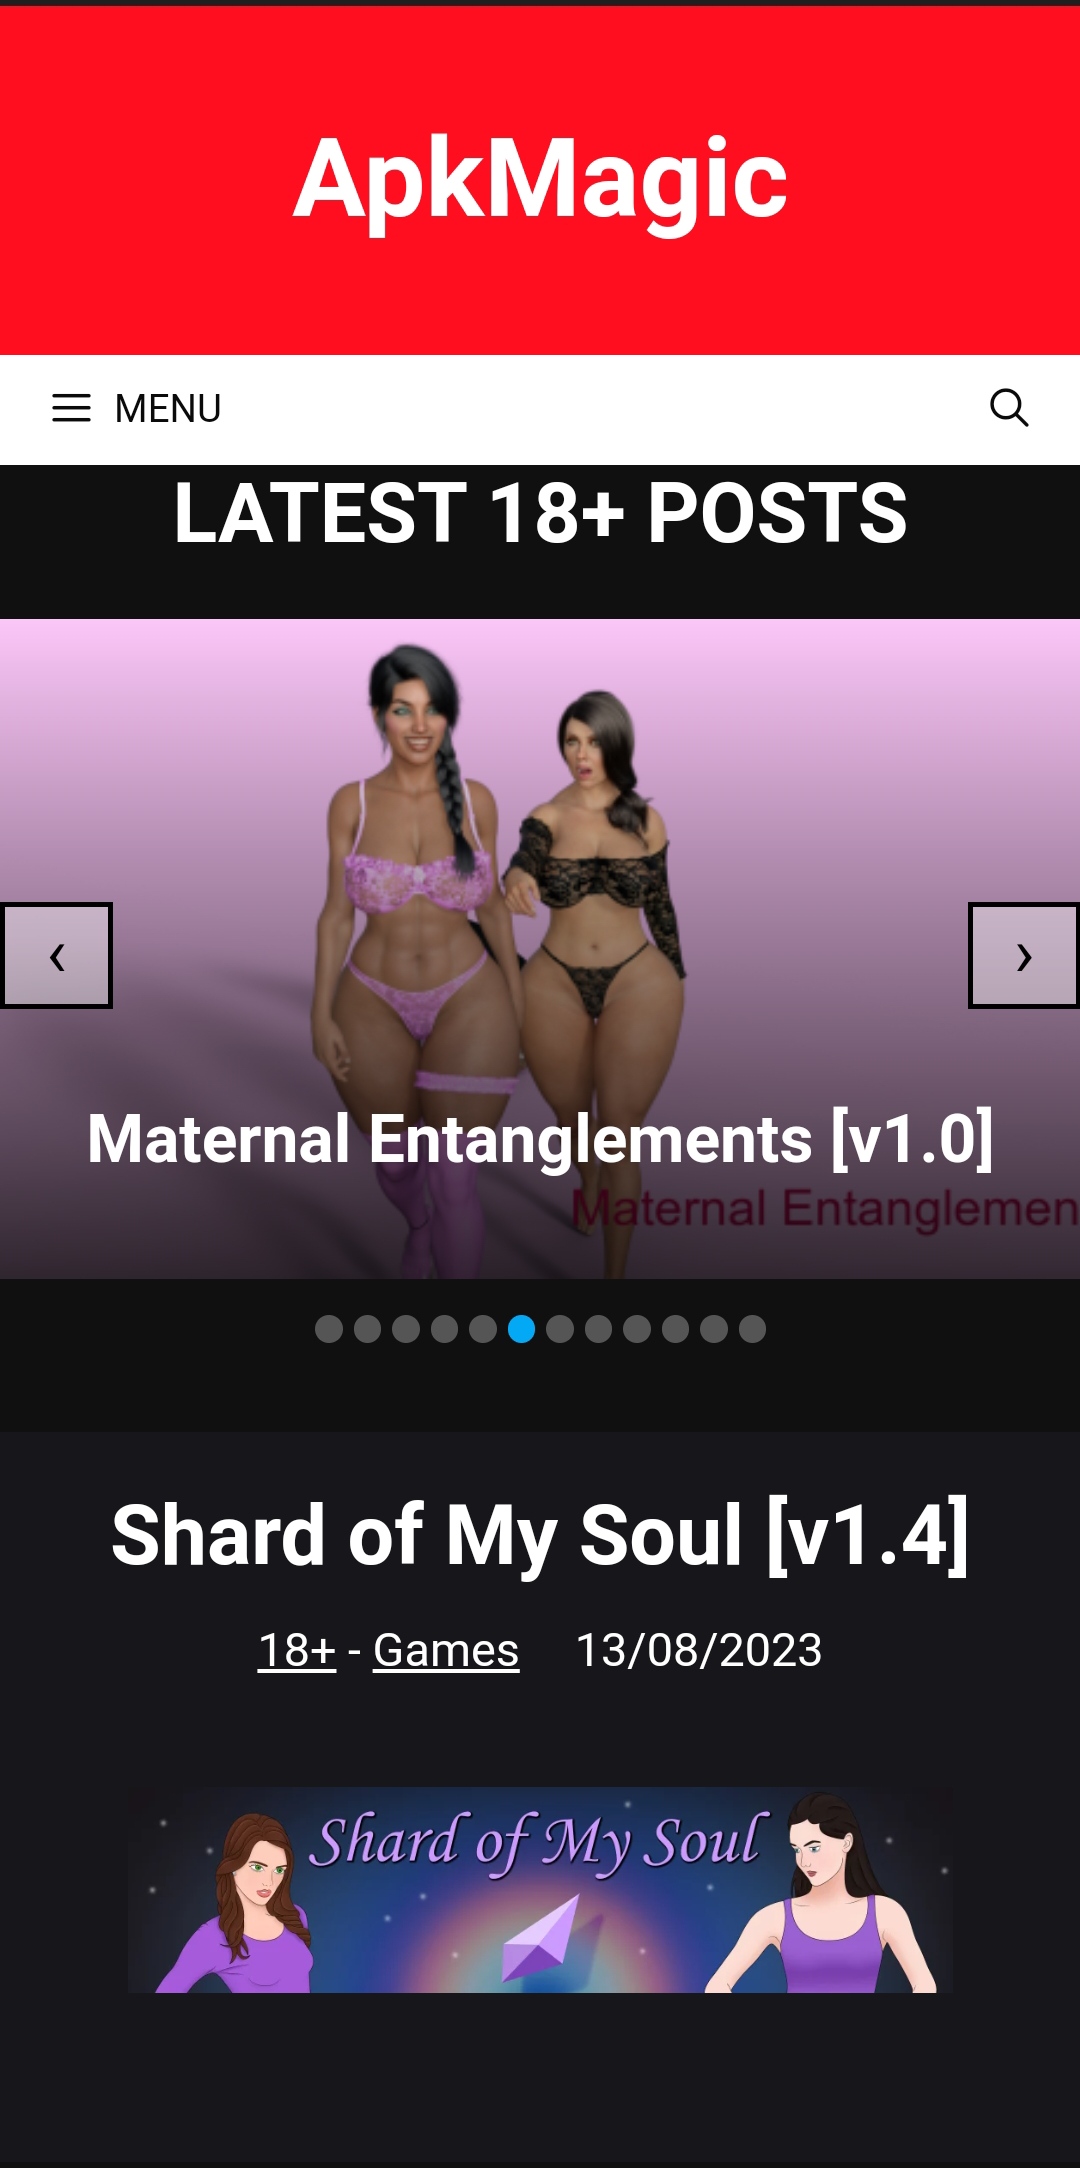 ApkMagic
MENU
LATEST 18+ POSTS
‹
›
Maternal Entanglements [v1.0]
Maternal Entanglemen
Shard of My Soul [v1.4]
18+ - Games 13/08/2023
Shard of My Soul